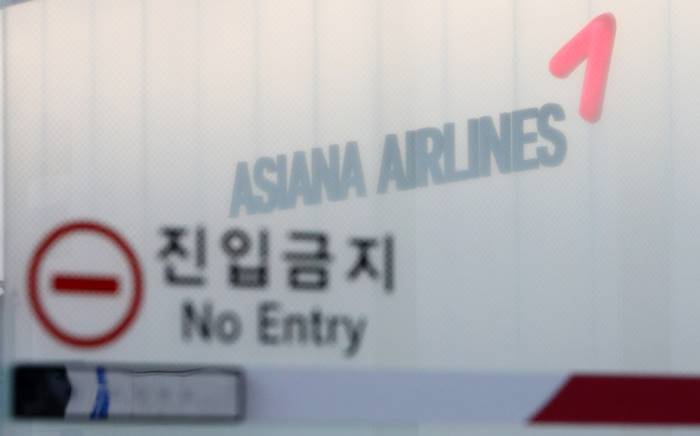 ASIANA AIRLINES
진입금지
No Entry